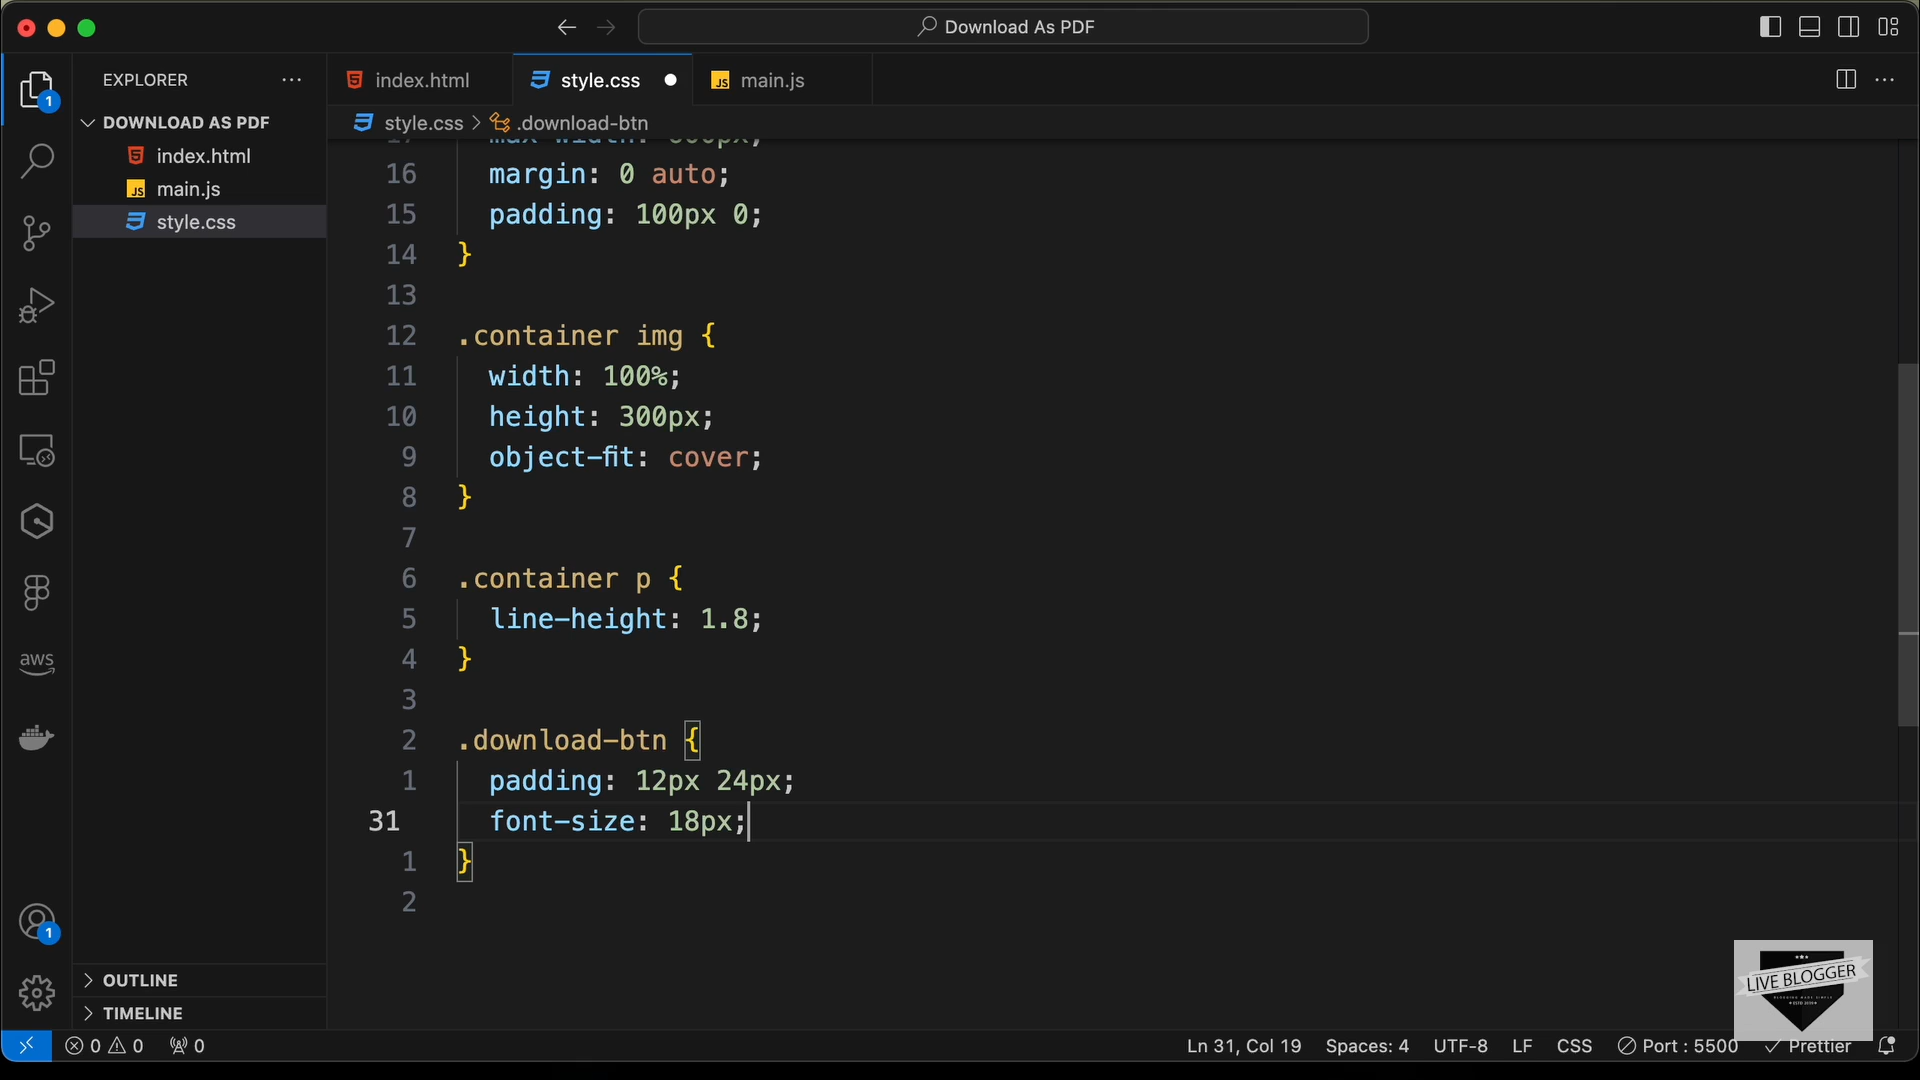 Download As PDF
EXPLORER
index.html
style.css
main.js
DOWNLOAD AS PDF
index.html
main.js
style.css
style.css > .download-btn
16 margin: 0 auto;
15 padding: 100px 0;
14 }
13
12 .container img {
11 width: 100%;
10 height: 300px;
9 object-fit: cover;
8 }
7
6 .container p {
5 line-height: 1.8;
4 }
3
2 .download-btn {
1 padding: 12px 24px;
31 font-size: 18px;
1 }
2
1
aws
1
OUTLINE
TIMELINE
LIVE BLOGGER
0 0 0
Ln 31, Col 19 Spaces: 4 UTF-8 LF CSS Port : 5500 Prettier